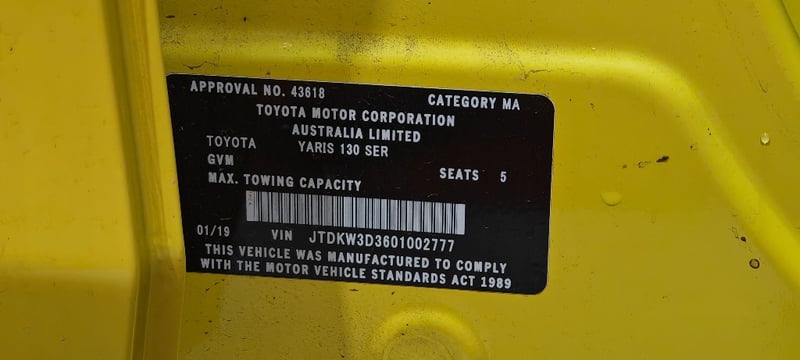 APPROVAL NO. 43618 CATEGORY MA
TOYOTA MOTOR CORPORATION
AUSTRALIA LIMITED
TOYOTA YARIS 130 SER
GVM SEATS 5
MAX. TOWING CAPACITY
01/19 VIN JTDKW3D3601002777
THIS VEHICLE WAS MANUFACTURED TO COMPLY
WITH THE MOTOR VEHICLE STANDARDS ACT 1989